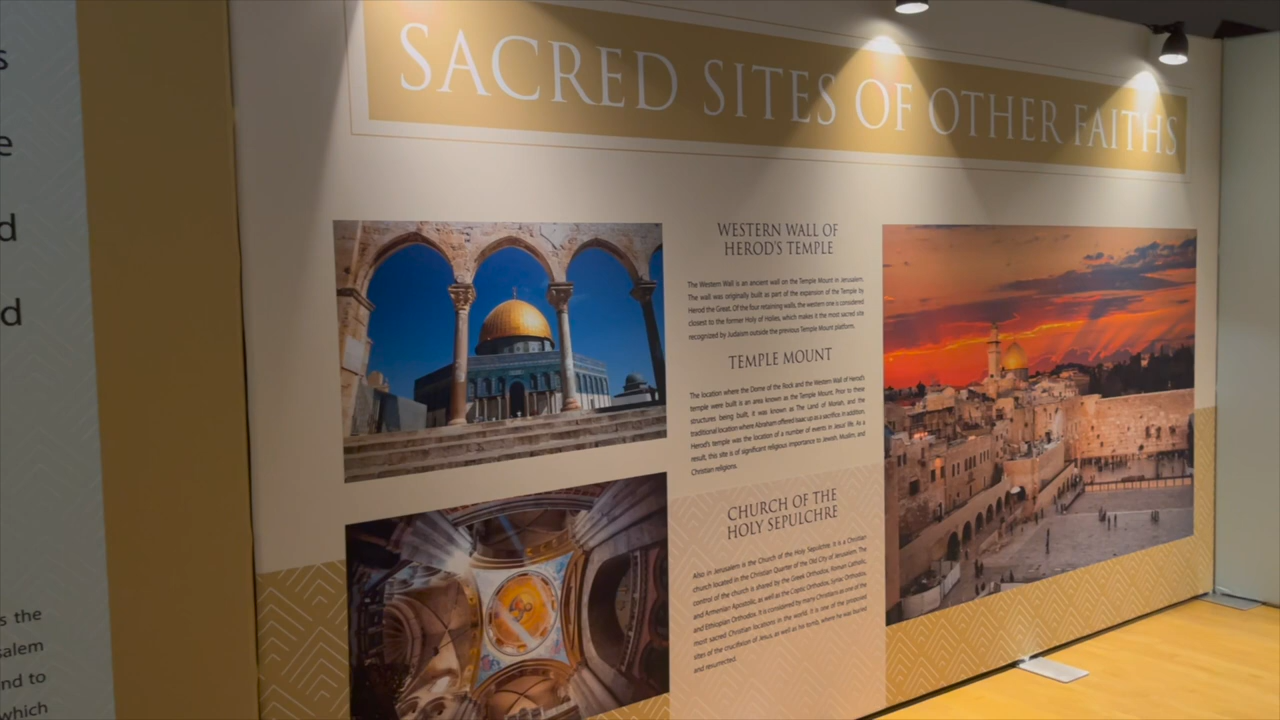 s
e
d
d
s the
salem
nd to
which
SACRED SITES OF OTHER FAITHS
WESTERN WALL OF
HEROD'S TEMPLE
The Western Wall is an ancient wall on the Temple Mount in Jerusalem.
The wall was originally built as part of the expansion of the Temple by
Herod the Great. Of the four retaining walls, the western one is considered
closest to the former Holy of Holies, which makes it the most sacred site
recognized by Judaism outside the previous Temple Mount platform.
TEMPLE MOUNT
The location where the Dome of the Rock and the Western Wall of Herod's
temple were built is an area known as the Temple Mount. Prior to these
structures being built, it was known as The Land of Moriah, and the
traditional location where Abraham offered Isaac up as a sacrifice. In addition,
Herod's temple was the location of a number of events in Jesus' life. As a
result, this site is of significant religious importance to Jewish, Muslim, and
Christian religions.
CHURCH OF THE
HOLY SEPULCHRE
Also in Jerusalem is the Church of the Holy Sepulchre. It is a Christian
church located in the Christian Quarter of the Old City of Jerusalem. The
control of the church is shared by the Greek Orthodox, Roman Catholic,
and Armenian Apostolic, as well as the Coptic Orthodox, Syriac Orthodox,
and Ethiopian Orthodox. It is considered by many Christians as one of the
most sacred Christian locations in the world. It is one of the proposed
sites of the crucifixion of Jesus, as well as his tomb, where he was buried
and resurrected.